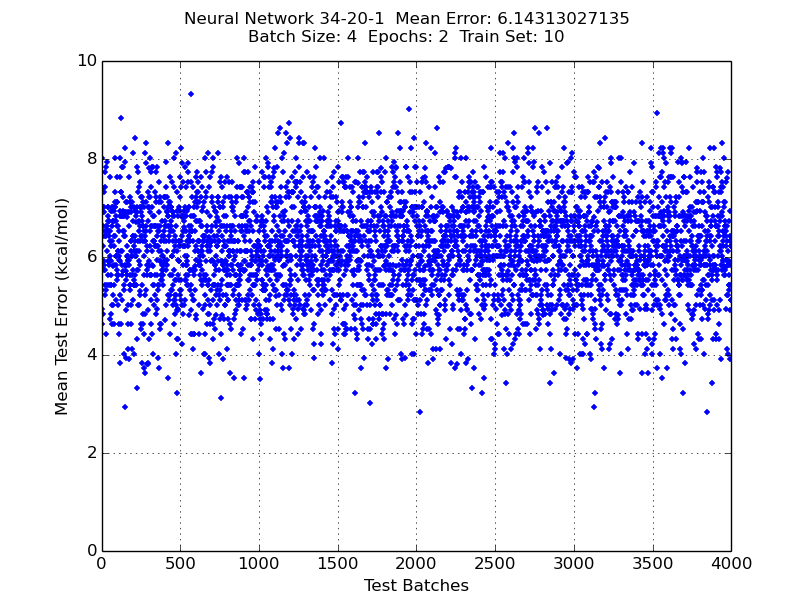 Neural Network 34-20-1  Mean Error: 6.14313027135
Batch Size: 4  Epochs: 2  Train Set: 10
10
8
6
4
2
0
Mean Test Error (kcal/mol)
0 500 1000 1500 2000 2500 3000 3500 4000
Test Batches